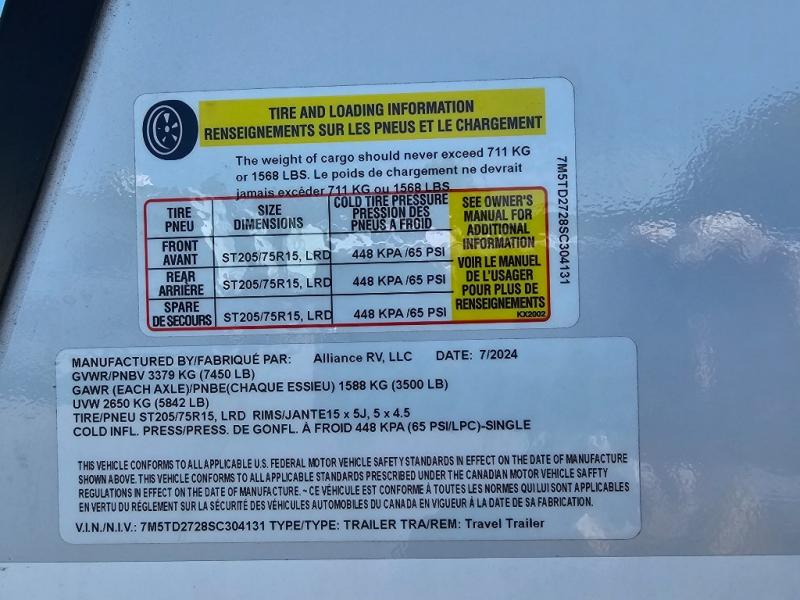 TIRE AND LOADING INFORMATION
RENSEIGNEMENTS SUR LES PNEUS ET LE CHARGEMENT
The weight of cargo should never exceed 711 KG
or 1568 LBS. Le poids de chargement ne devrait
jamais excéder 711 KG ou 1568 LBS.
TIRE
PNEU
SIZE
DIMENSIONS
COLD TIRE PRESSURE
PRESSION DES
PNEUS A FROID
FRONT
AVANT
ST205/75R15, LRD
448 KPA /65 PSI
REAR
ARRIÈRE
ST205/75R15, LRD
448 KPA /65 PSI
SPARE
DE SECOURS
ST205/75R15, LRD
448 KPA /65 PSI
SEE OWNER'S
MANUAL FOR
ADDITIONAL
INFORMATION
VOIR LE MANUEL
DE L'USAGER
POUR PLUS DE
RENSEIGNEMENTS
KX2002
7M5TD2728SC304131
MANUFACTURED BY/FABRIQUÉ PAR: Alliance RV, LLC DATE: 7/2024
GVWR/PNBV 3379 KG (7450 LB)
GAWR (EACH AXLE)/PNBE(CHAQUE ESSIEU) 1588 KG (3500 LB)
UVW 2650 KG (5842 LB)
TIRE/PNEU ST205/75R15, LRD RIMS/JANTE15 x 5J, 5 x 4.5
COLD INFL. PRESS/PRESS. DE GONFL. À FROID 448 KPA (65 PSI/LPC)-SINGLE
THIS VEHICLE CONFORMS TO ALL APPLICABLE U.S. FEDERAL MOTOR VEHICLE SAFETY STANDARDS IN EFFECT ON THE DATE OF MANUFACTURE
SHOWN ABOVE. THIS VEHICLE CONFORMS TO ALL APPLICABLE STANDARDS PRESCRIBED UNDER THE CANADIAN MOTOR VEHICLE SAFTY
REGULATIONS IN EFFECT ON THE DATE OF MANUFACTURE. ~ CE VÉHICULE EST CONFORME À TOUTES LES NORMES QUI LUI SONT APPLICABLES
EN VERTU DU RÈGLEMENT SUR LA SÉCURITÉ DES VÉHICULES AUTOMOBILES DU CANADA EN VIGUEUR À LA DATE DE SA FABRICATION.
V.I.N./N.I.V.: 7M5TD2728SC304131 TYPE/TYPE: TRAILER TRA/REM: Travel Trailer